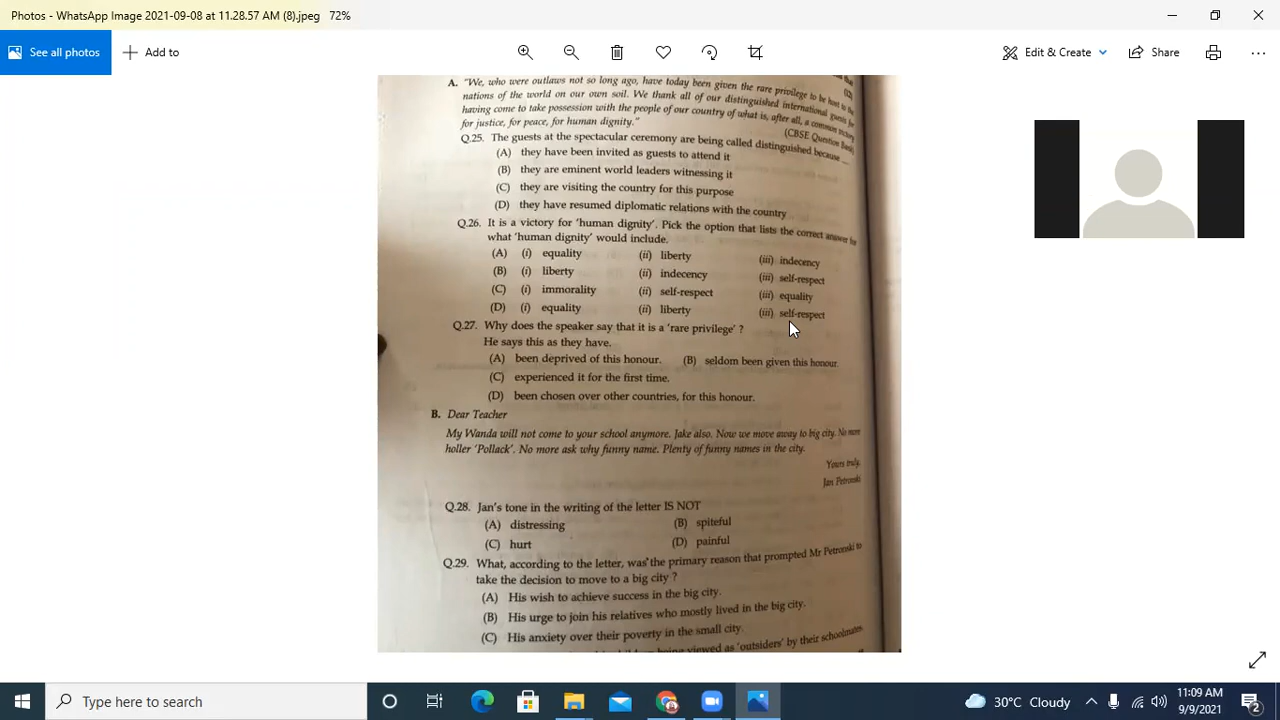 Photos - WhatsApp Image 2021-09-08 at 11.28.57 AM (8).jpeg 72%
See all photos
Add to
Edit & Create
Share
A. "We, who were outlaws not so long ago, have today been given the rare privilege to be host to the
nations of the world on our own soil. We thank all of our distinguished international guests for
having come to take possession with the people of our country of what is, after all, a common victory
for justice, for peace, for human dignity."
(CBSE Question Bank)
Q.25. The guests at the spectacular ceremony are being called distinguished because
(A) they have been invited as guests to attend it
(B) they are eminent world leaders witnessing it
(C) they are visiting the country for this purpose
(D) they have resumed diplomatic relations with the country
Q.26. It is a victory for 'human dignity'. Pick the option that lists the correct answer for
what 'human dignity' would include.
(A) (i) equality (ii) liberty (iii) indecency
(B) (i) liberty (ii) indecency (iii) self-respect
(C) (i) immorality (ii) self-respect (iii) equality
(D) (i) equality (ii) liberty (iii) self-respect
Q.27. Why does the speaker say that it is a 'rare privilege' ?
He says this as they have.
(A) been deprived of this honour. (B) seldom been given this honour.
(C) experienced it for the first time.
(D) been chosen over other countries, for this honour.
B. Dear Teacher
My Wanda will not come to your school anymore. Jake also. Now we move away to big city. No more
holler 'Pollack'. No more ask why funny name. Plenty of funny names in the city.
Yours truly,
Jan Petronski
Q.28. Jan's tone in the writing of the letter IS NOT
(A) distressing (B) spiteful
(C) hurt (D) painful
Q.29. What, according to the letter, was the primary reason that prompted Mr Petronski to
take the decision to move to a big city ?
(A) His wish to achieve success in the big city.
(B) His urge to join his relatives who mostly lived in the big city.
(C) His anxiety over their poverty in the small city.
being viewed as 'outsiders' by their schoolmates
Type here to search
30°C Cloudy
11:09 AM
9/9/2021
2